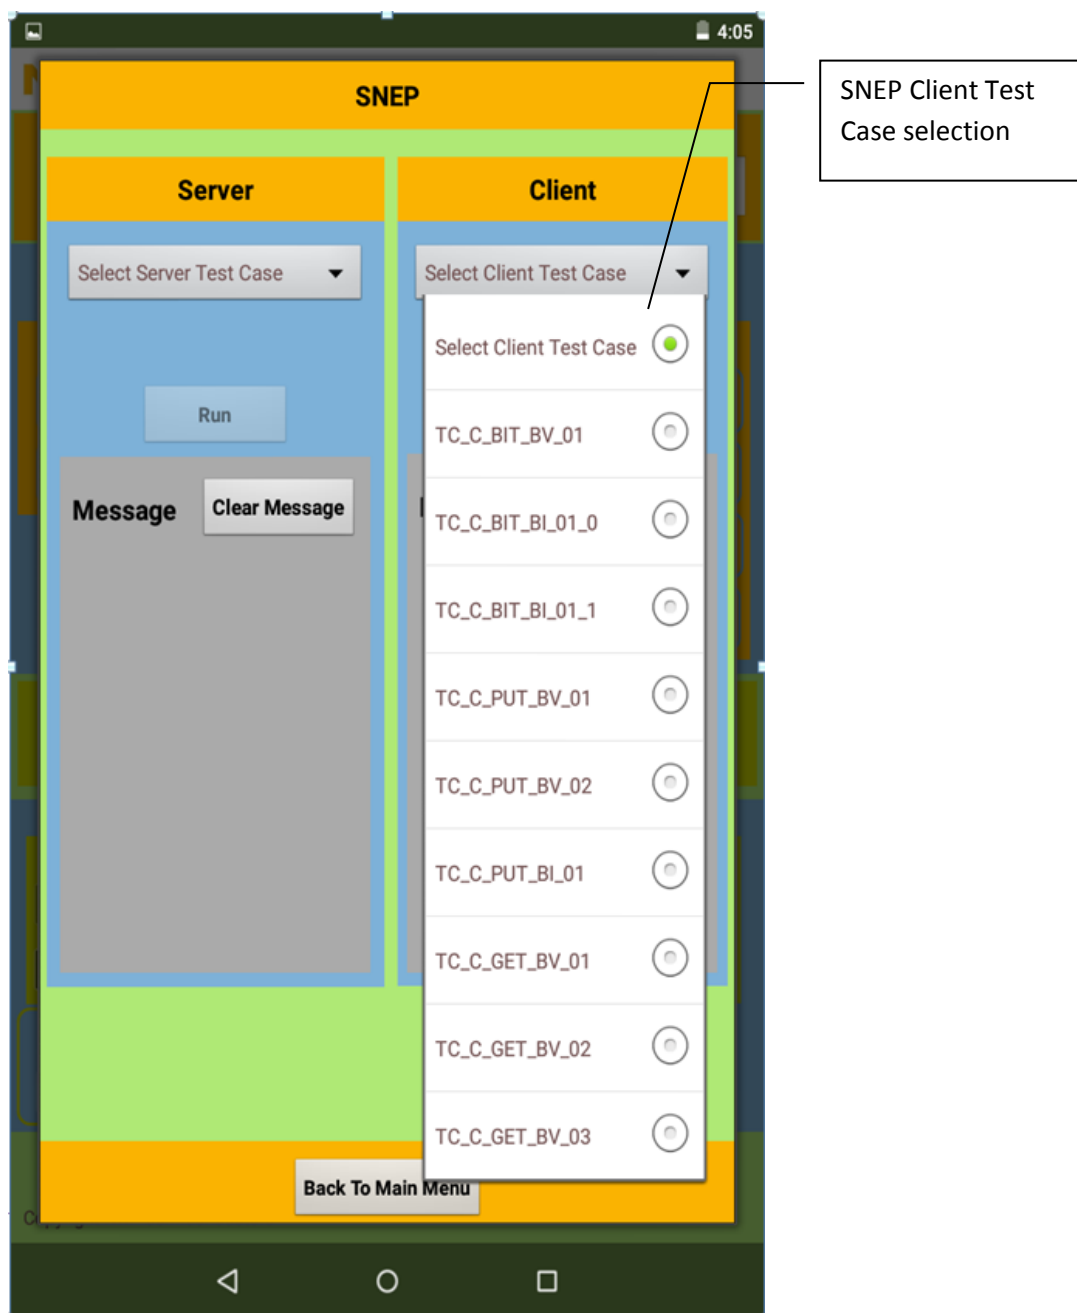 4:05
SNEP
SNEP Client Test
Case selection
Server
Client
Select Server Test Case
Select Client Test Case
Select Client Test Case
Run
TC_C_BIT_BV_01
Message
Clear Message
TC_C_BIT_BI_01_0
TC_C_BIT_BI_01_1
TC_C_PUT_BV_01
TC_C_PUT_BV_02
TC_C_PUT_BI_01
TC_C_GET_BV_01
TC_C_GET_BV_02
TC_C_GET_BV_03
Back To Main Menu